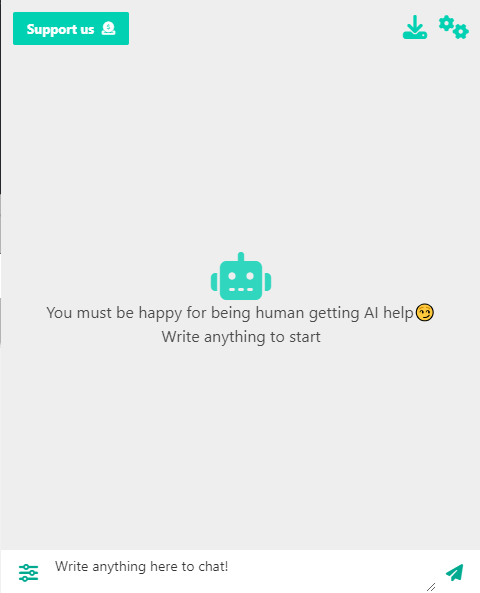 Support us
You must be happy for being human getting AI help😏
Write anything to start
Write anything here to chat!